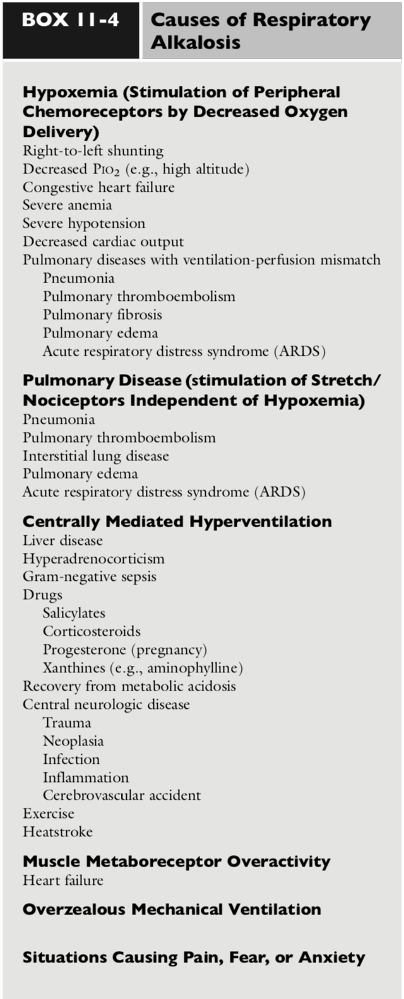 BOX 11-4
Causes of Respiratory
Alkalosis
Hypoxemia (Stimulation of Peripheral
Chemoreceptors by Decreased Oxygen
Delivery)
Right-to-left shunting
Decreased PIO₂ (e.g., high altitude)
Congestive heart failure
Severe anemia
Severe hypotension
Decreased cardiac output
Pulmonary diseases with ventilation-perfusion mismatch
Pneumonia
Pulmonary thromboembolism
Pulmonary fibrosis
Pulmonary edema
Acute respiratory distress syndrome (ARDS)
Pulmonary Disease (stimulation of Stretch/
Nociceptors Independent of Hypoxemia)
Pneumonia
Pulmonary thromboembolism
Interstitial lung disease
Pulmonary edema
Acute respiratory distress syndrome (ARDS)
Centrally Mediated Hyperventilation
Liver disease
Hyperadrenocorticism
Gram-negative sepsis
Drugs
Salicylates
Corticosteroids
Progesterone (pregnancy)
Xanthines (e.g., aminophylline)
Recovery from metabolic acidosis
Central neurologic disease
Trauma
Neoplasia
Infection
Inflammation
Cerebrovascular accident
Exercise
Heatstroke
Muscle Metaboreceptor Overactivity
Heart failure
Overzealous Mechanical Ventilation
Situations Causing Pain, Fear, or Anxiety